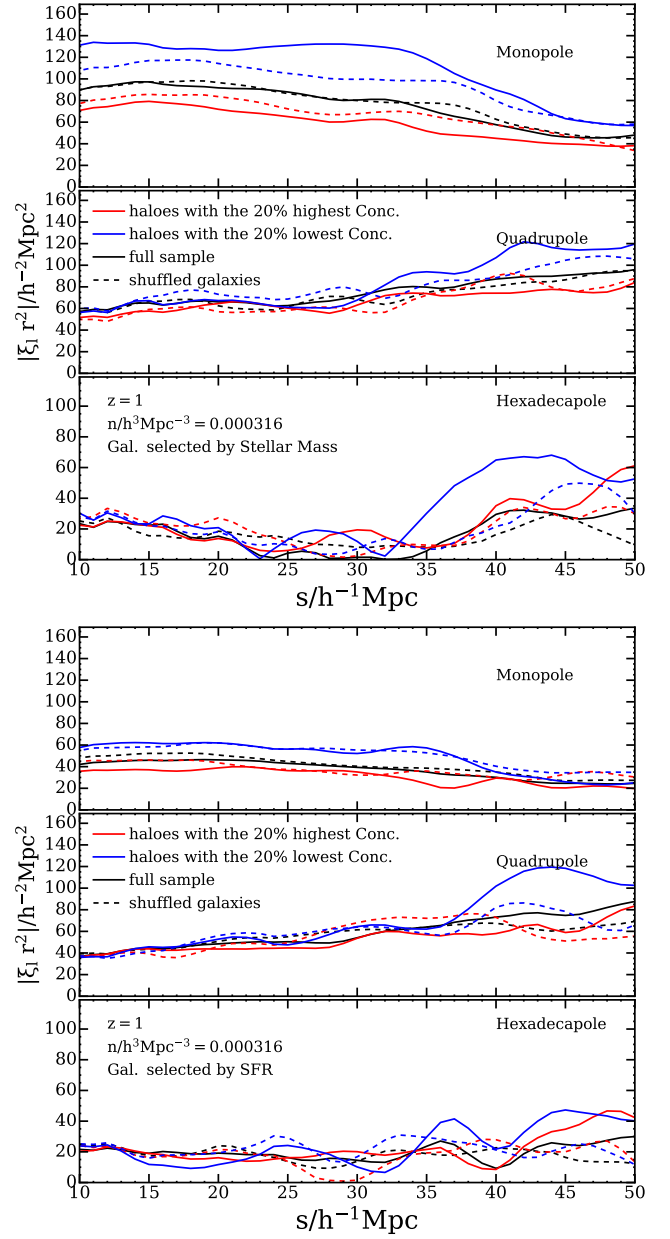 160
140
120
100
80
60
40
20
0
Monopole
160
140
120
100
80
60
40
20
0
haloes with the 20% highest Conc.
haloes with the 20% lowest Conc.
full sample
shuffled galaxies
Quadrupole
|ξl r²|/h⁻²Mpc²
100
80
60
40
20
0
z = 1
n/h³Mpc⁻³ = 0.000316
Gal. selected by Stellar Mass
Hexadecapole
10 15 20 25 30 35 40 45 50
s/h⁻¹Mpc
160
140
120
100
80
60
40
20
0
Monopole
160
140
120
100
80
60
40
20
0
haloes with the 20% highest Conc.
haloes with the 20% lowest Conc.
full sample
shuffled galaxies
Quadrupole
|ξl r²|/h⁻²Mpc²
100
80
60
40
20
0
z = 1
n/h³Mpc⁻³ = 0.000316
Gal. selected by SFR
Hexadecapole
10 15 20 25 30 35 40 45 50
s/h⁻¹Mpc